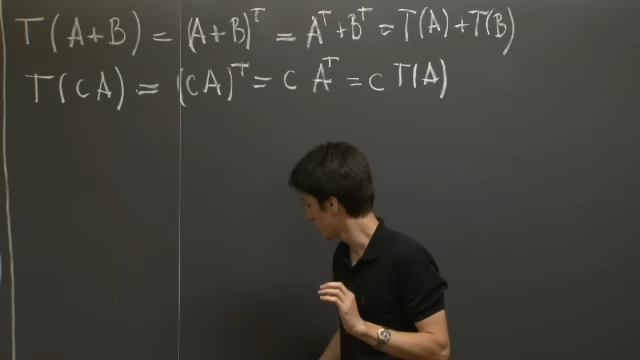 T(A+B) = (A+B)^T = A^T + B^T = T(A) + T(B)
T(cA) = (cA)^T = c A^T = c T(A)